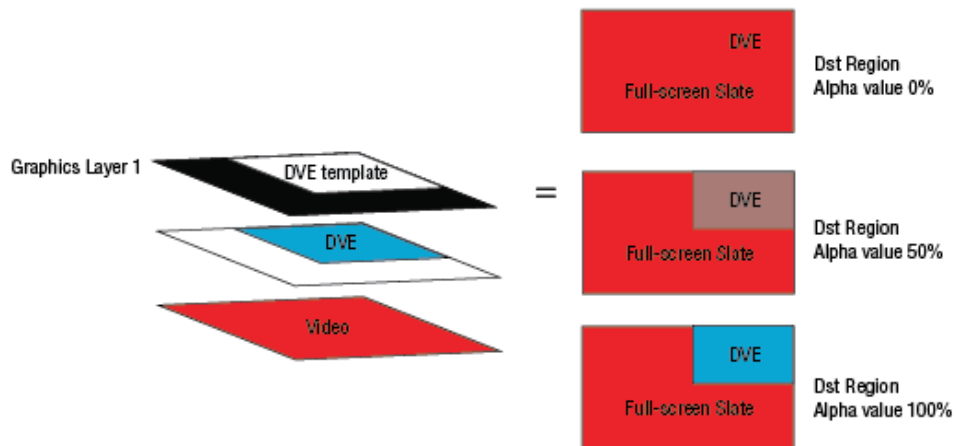 Graphics Layer 1
DVE template
DVE
Video
=
DVE
Full-screen Slate
Dst Region
Alpha value 0%
DVE
Full-screen Slate
Dst Region
Alpha value 50%
DVE
Full-screen Slate
Dst Region
Alpha value 100%